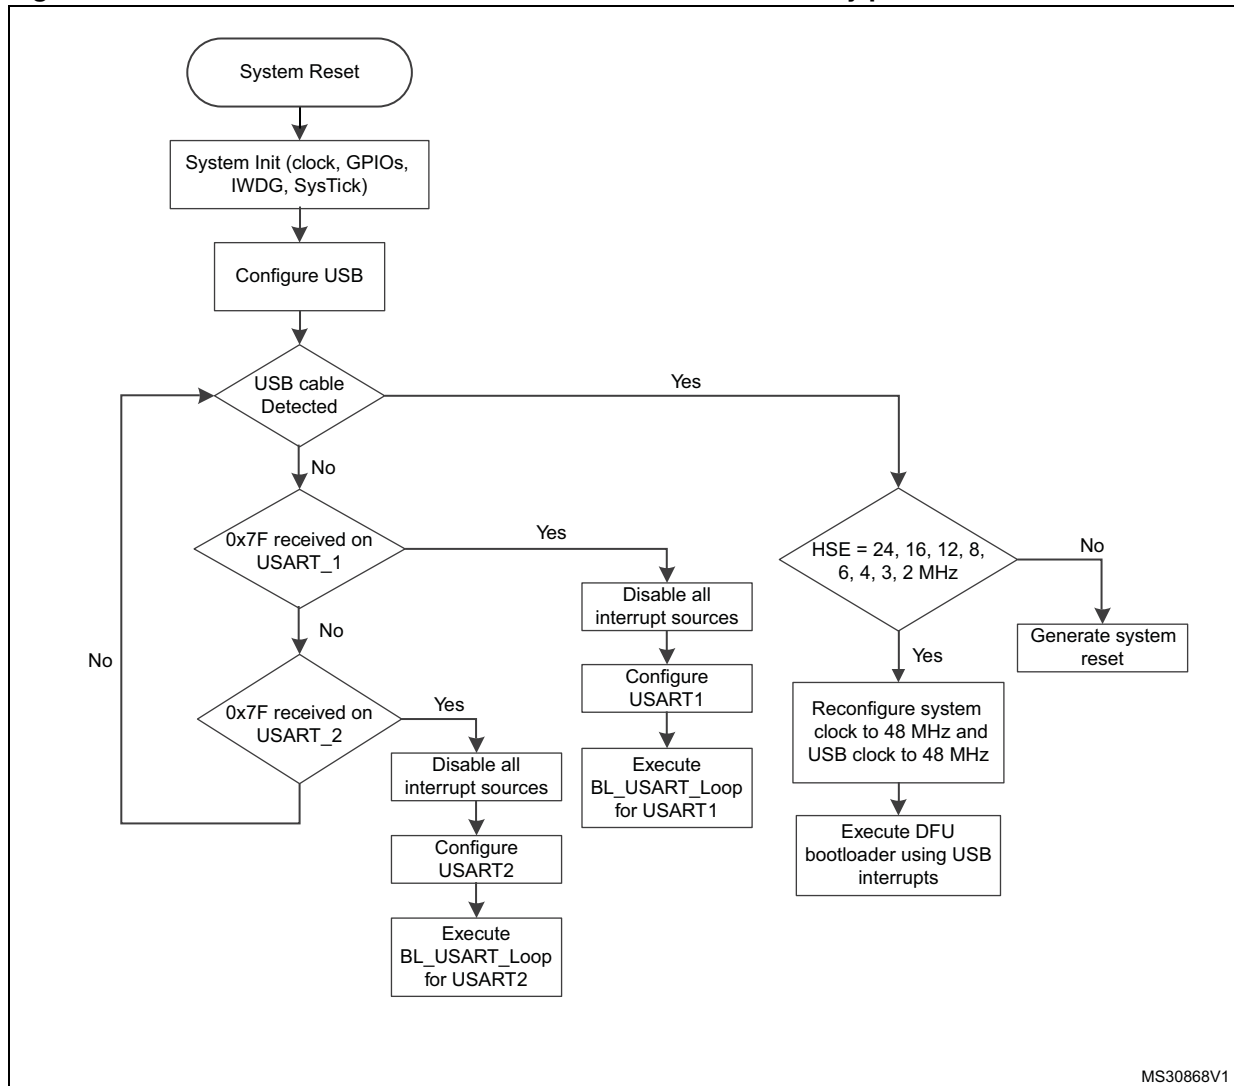 System Reset
System Init (clock, GPIOs,
IWDG, SysTick)
Configure USB
USB cable
Detected
Yes
No
0x7F received on
USART_1
Yes
HSE = 24, 16, 12, 8,
6, 4, 3, 2 MHz
No
Disable all
interrupt sources
No
Generate system
reset
Yes
No
Configure
USART1
0x7F received on
USART_2
Yes
Reconfigure system
clock to 48 MHz and
USB clock to 48 MHz
Disable all
interrupt sources
Execute
BL_USART_Loop
for USART1
Configure
USART2
Execute DFU
bootloader using USB
interrupts
Execute
BL_USART_Loop
for USART2
MS30868V1